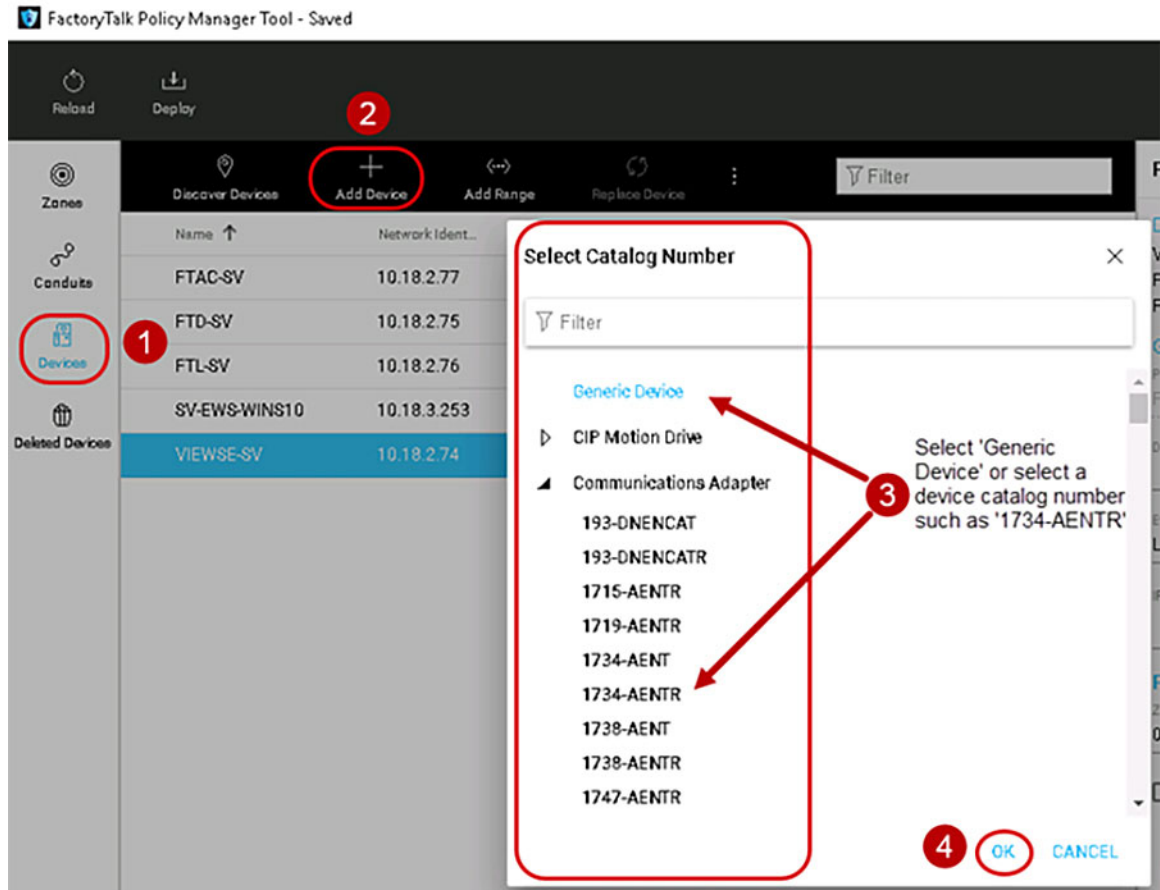 FactoryTalk Policy Manager Tool - Saved
Reload
Deploy
2
Zones
Discover Devices
Add Device
Add Range
Replace Device
Filter
Name
Network Ident...
Conduits
FTAC-SV
10.18.2.77
1
Devices
FTD-SV
10.18.2.75
FTL-SV
10.18.2.76
Deleted Devices
SV-EWS-WINS10
10.18.3.253
VIEWSE-SV
10.18.2.74
Select Catalog Number
Filter
Generic Device
CIP Motion Drive
Communications Adapter
193-DNENCAT
193-DNENCATR
1715-AENTR
1719-AENTR
1734-AENT
1734-AENTR
1738-AENT
1738-AENTR
1747-AENTR
3
Select 'Generic
Device' or select a
device catalog number
such as '1734-AENTR'
4
OK
CANCEL